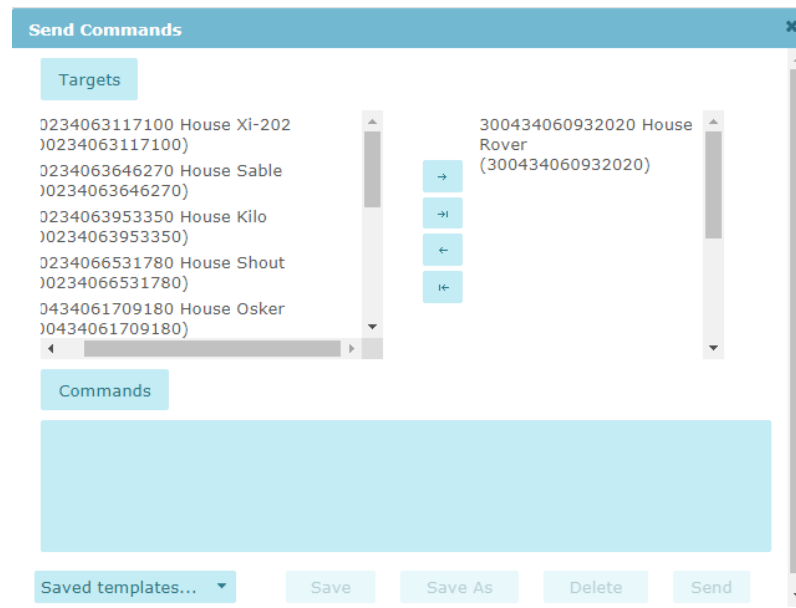 Send Commands
Targets
0234063117100 House Xi-202
00234063117100)
0234063646270 House Sable
00234063646270)
0234063953350 House Kilo
00234063953350)
0234066531780 House Shout
00234066531780)
0434061709180 House Osker
00434061709180)
300434060932020 House
Rover
(300434060932020)
Commands
Saved templates...
Save
Save As
Delete
Send